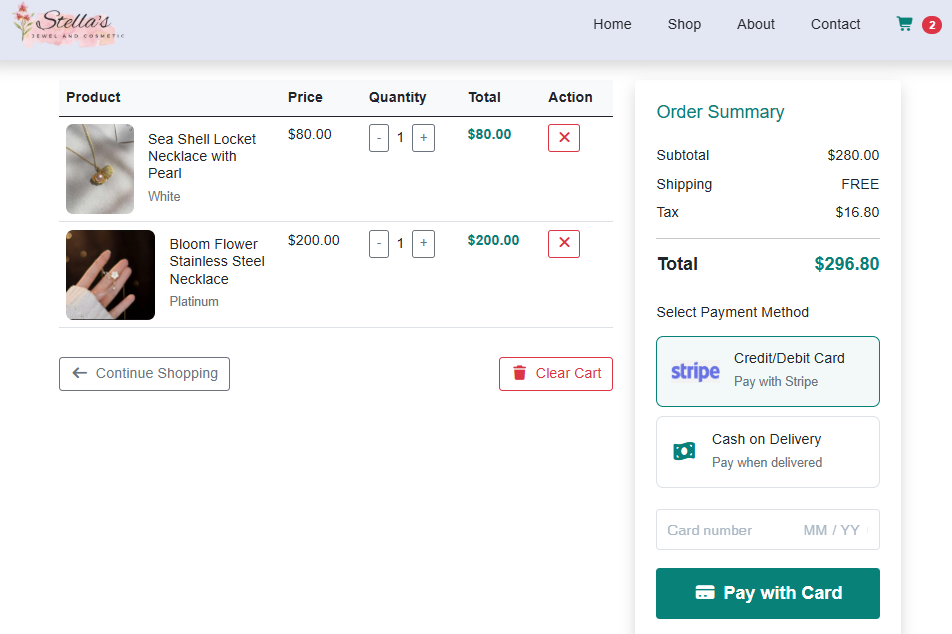 Stella's
JEWEL AND COSMETIC
Home Shop About Contact 2
Product Price Quantity Total Action
Sea Shell Locket
Necklace with
Pearl
White
$80.00 - 1 + $80.00
Bloom Flower
Stainless Steel
Necklace
Platinum
$200.00 - 1 + $200.00
Continue Shopping
Clear Cart
Order Summary
Subtotal $280.00
Shipping FREE
Tax $16.80
Total $296.80
Select Payment Method
stripe
Credit/Debit Card
Pay with Stripe
Cash on Delivery
Pay when delivered
Card number MM / YY
Pay with Card